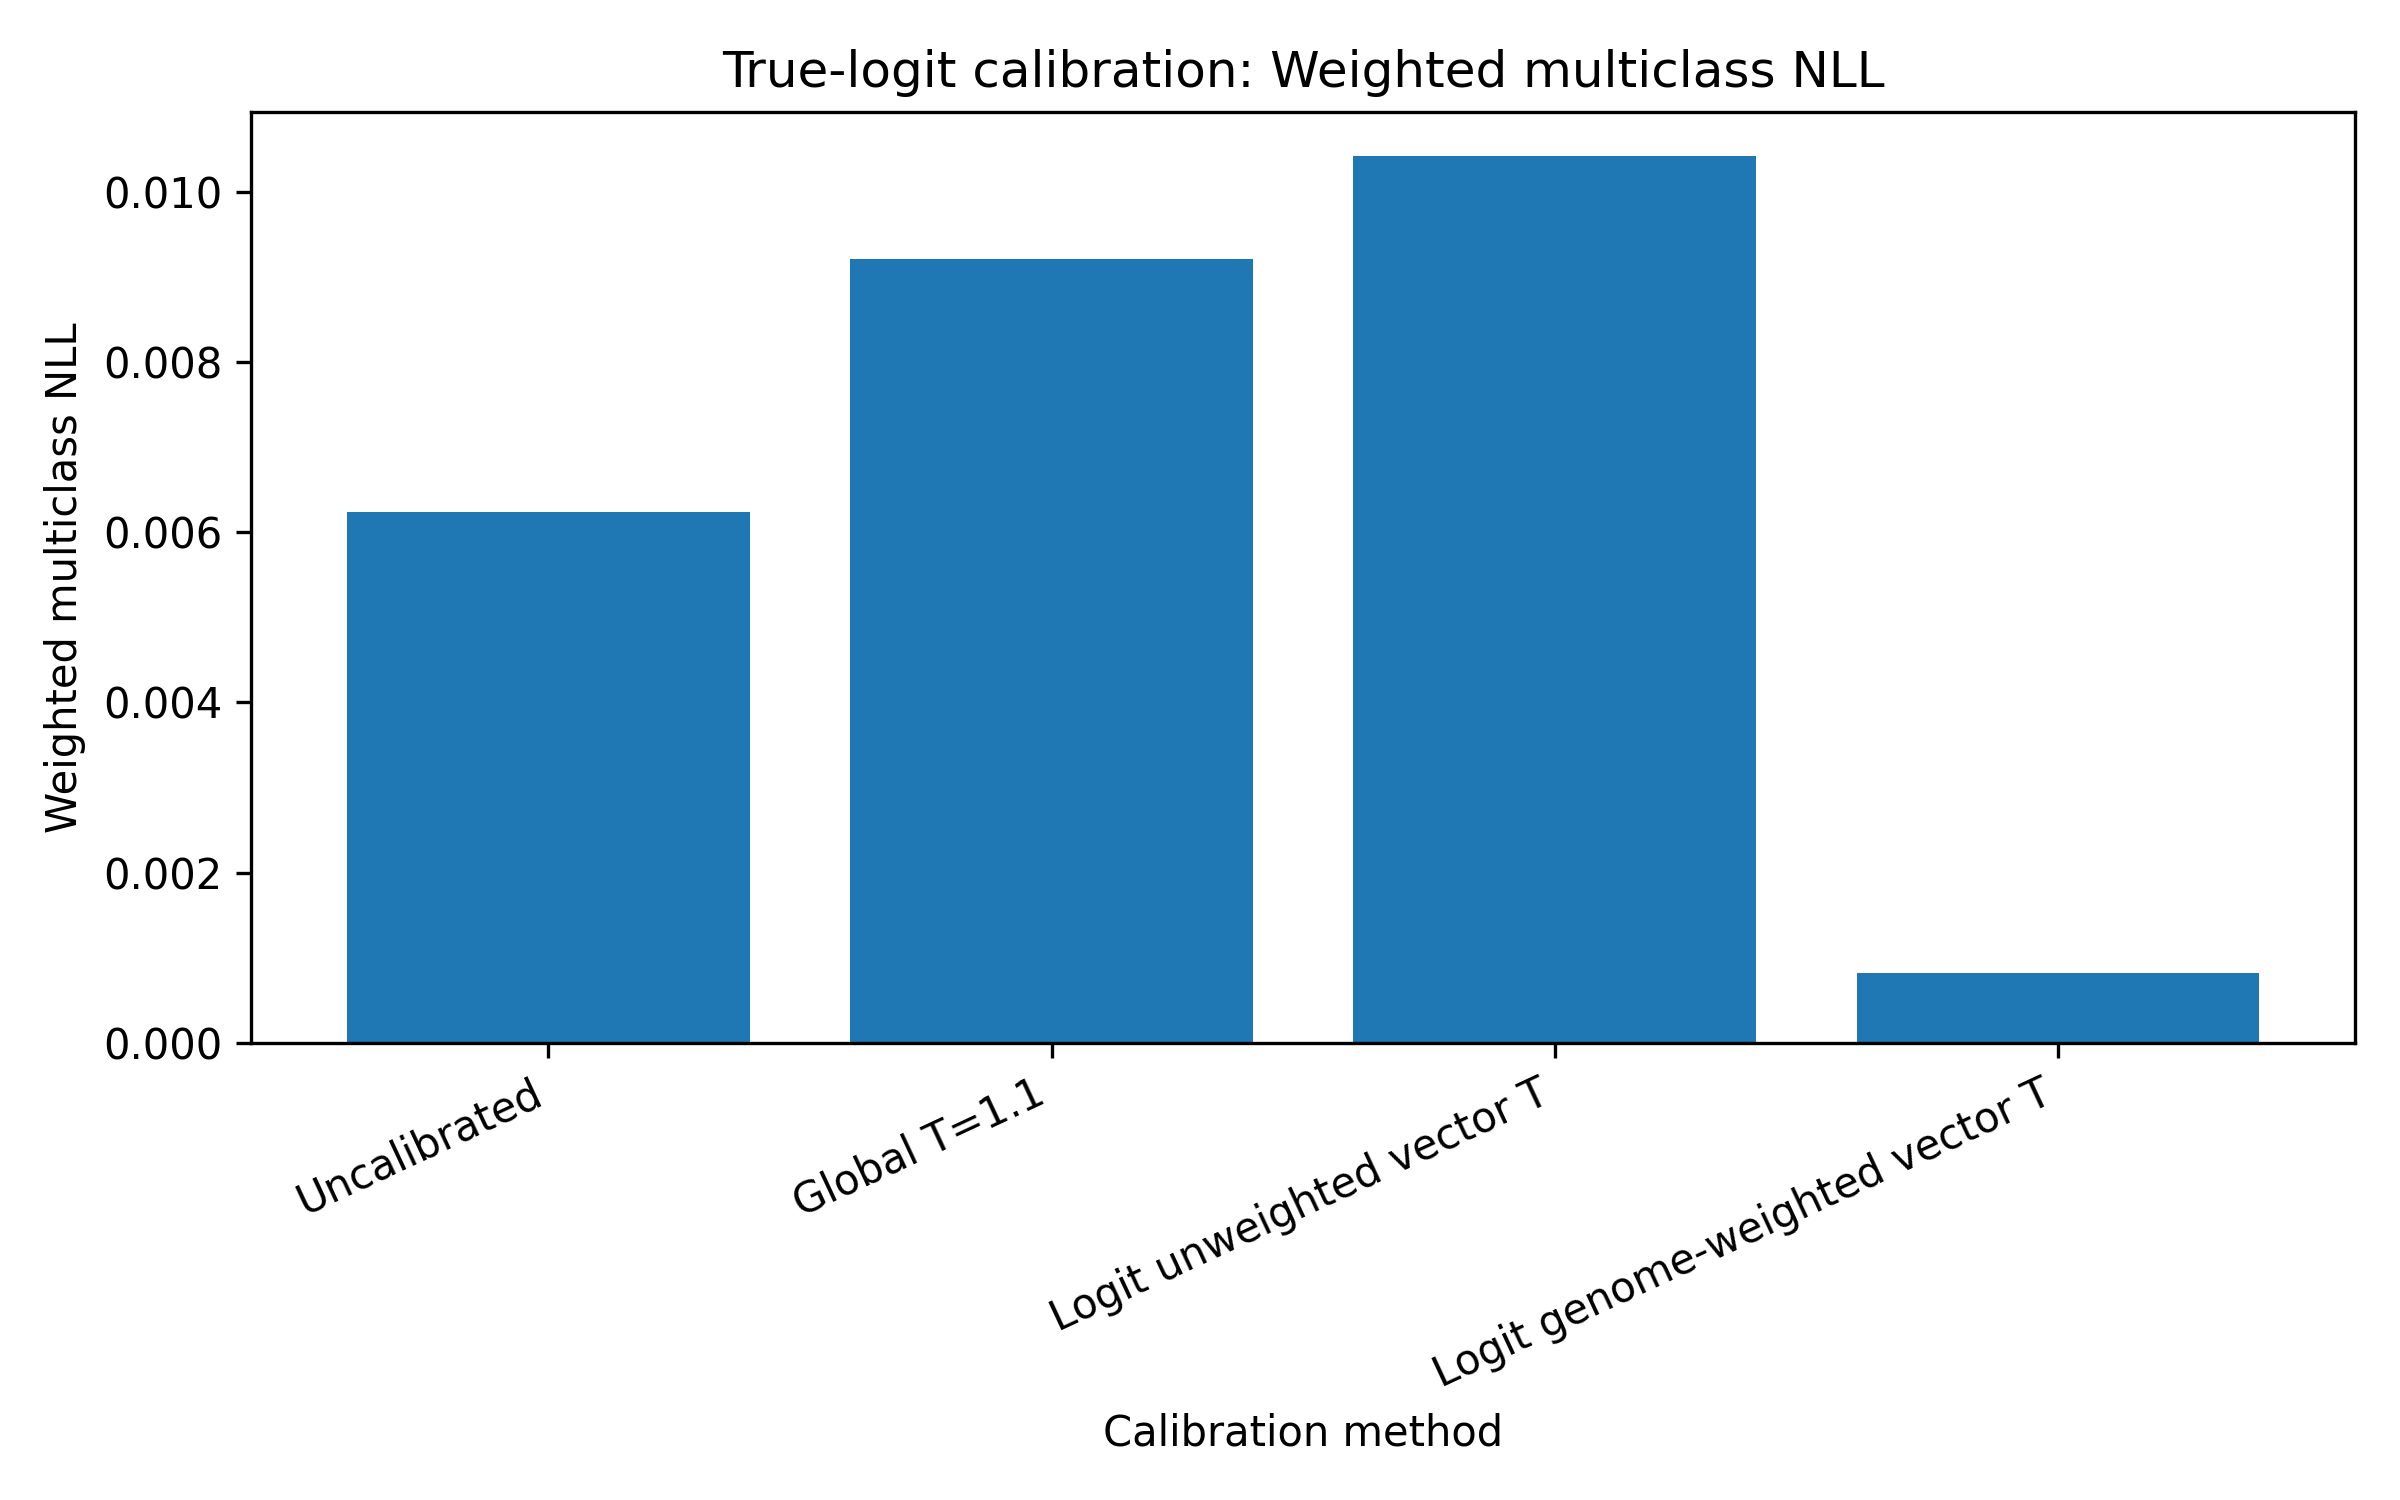 True-logit calibration: Weighted multiclass NLL
Weighted multiclass NLL
0.010
0.008
0.006
0.004
0.002
0.000
Uncalibrated
Global T=1.1
Logit unweighted vector T
Logit genome-weighted vector T
Calibration method